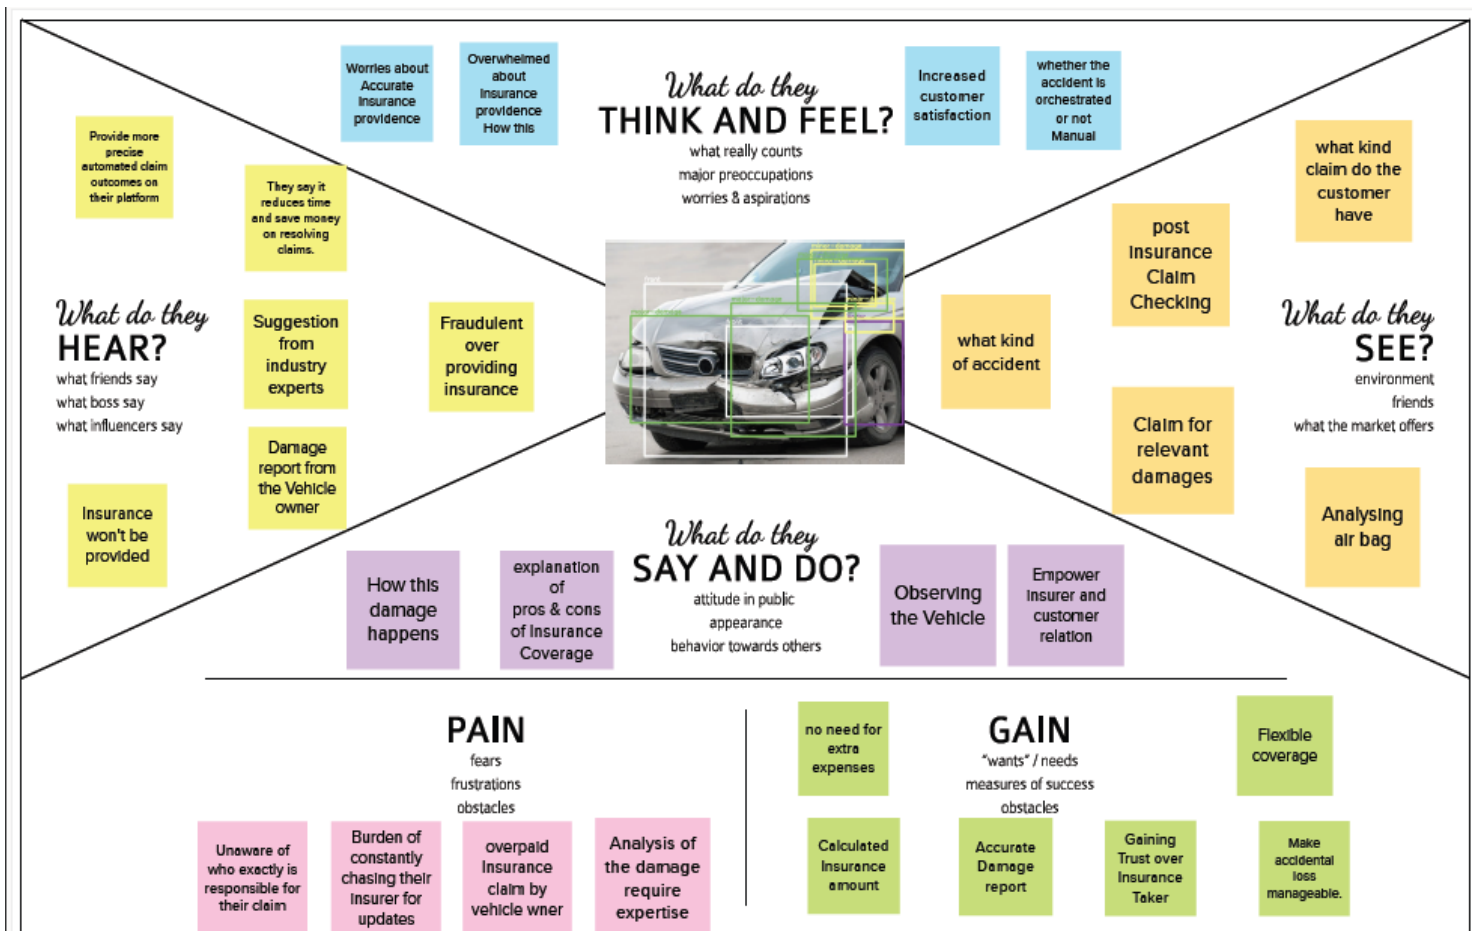 What do they
THINK AND FEEL?
what really counts
major preoccupations
worries & aspirations
Worries about
Accurate
Insurance
providence
Overwhelmed
about
Insurance
providence
How this
Increased
customer
satisfaction
whether the
accident is
orchestrated
or not
Manual
What do they
HEAR?
what friends say
what boss say
what influencers say
Provide more
precise
automated claim
outcomes on
their platform
They say it
reduces time
and save money
on resolving
claims.
Suggestion
from
industry
experts
Fraudulent
over
providing
insurance
Damage
report from
the Vehicle
owner
Insurance
won't be
provided
What do they
SEE?
environment
friends
what the market offers
what kind
claim do the
customer
have
post
Insurance
Claim
Checking
what kind
of accident
Claim for
relevant
damages
Analysing
air bag
What do they
SAY AND DO?
attitude in public
appearance
behavior towards others
How this
damage
happens
explanation
of
pros & cons
of Insurance
Coverage
Observing
the Vehicle
Empower
insurer and
customer
relation
PAIN
fears
frustrations
obstacles
Unaware of
who exactly is
responsible for
their claim
Burden of
constantly
chasing their
insurer for
updates
overpaid
Insurance
claim by
vehicle wner
Analysis of
the damage
require
expertise
GAIN
"wants" / needs
measures of success
obstacles
no need for
extra
expenses
Flexible
coverage
Calculated
Insurance
amount
Accurate
Damage
report
Gaining
Trust over
Insurance
Taker
Make
accidental
loss
manageable.